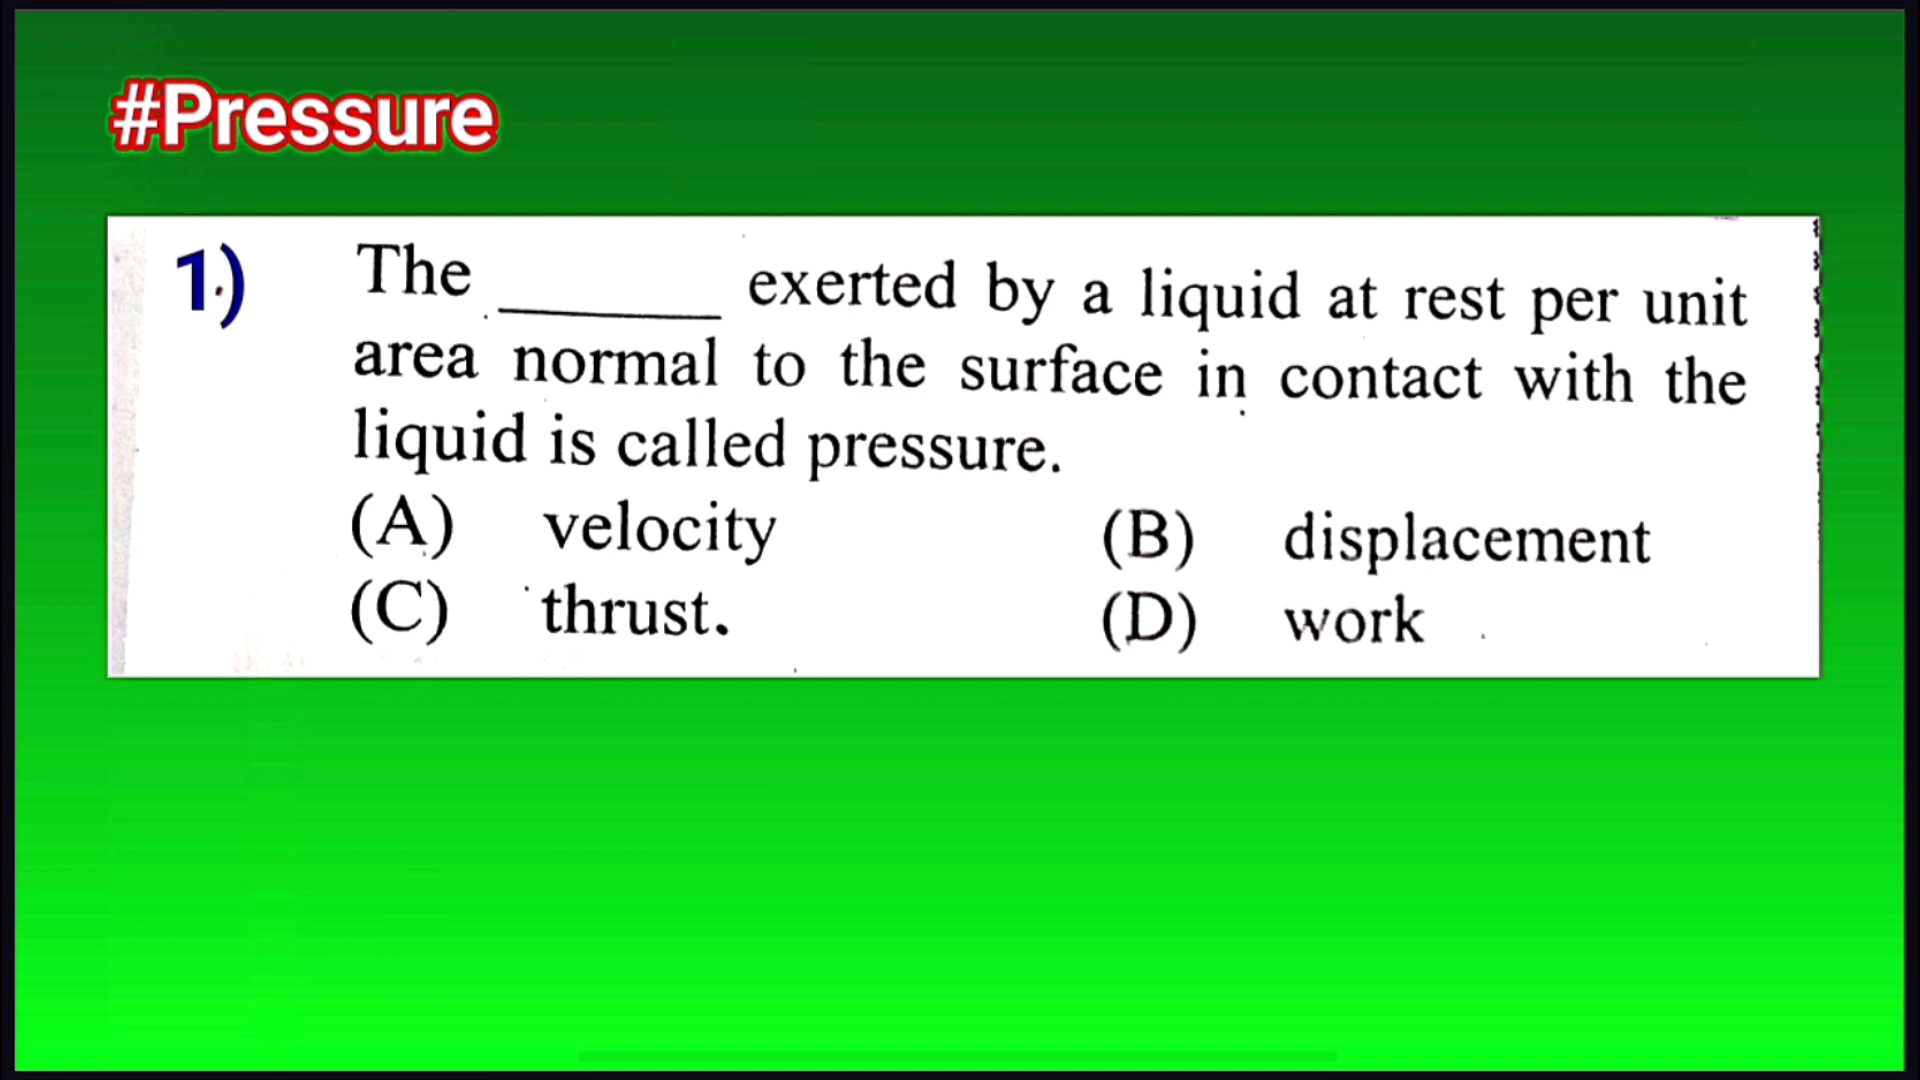 #Pressure
1) The ______ exerted by a liquid at rest per unit
area normal to the surface in contact with the
liquid is called pressure.
(A) velocity (B) displacement
(C) thrust. (D) work